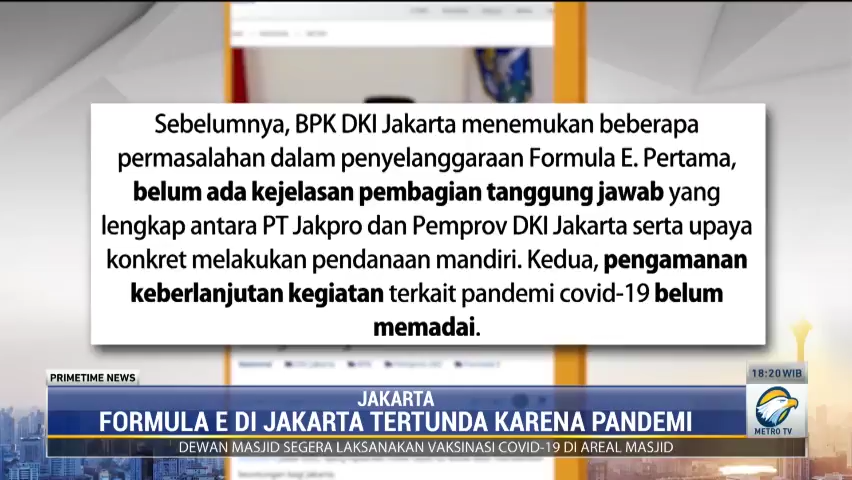 Sebelumnya, BPK DKI Jakarta menemukan beberapa
permasalahan dalam penyelanggaraan Formula E. Pertama,
belum ada kejelasan pembagian tanggung jawab yang
lengkap antara PT Jakpro dan Pemprov DKI Jakarta serta upaya
konkret melakukan pendanaan mandiri. Kedua, pengamanan
keberlanjutan kegiatan terkait pandemi covid-19 belum
memadai.
PRIMETIME NEWS
18:20 WIB
JAKARTA
FORMULA E DI JAKARTA TERTUNDA KARENA PANDEMI
METRO TV
DEWAN MASJID SEGERA LAKSANAKAN VAKSINASI COVID-19 DI AREAL MASJID